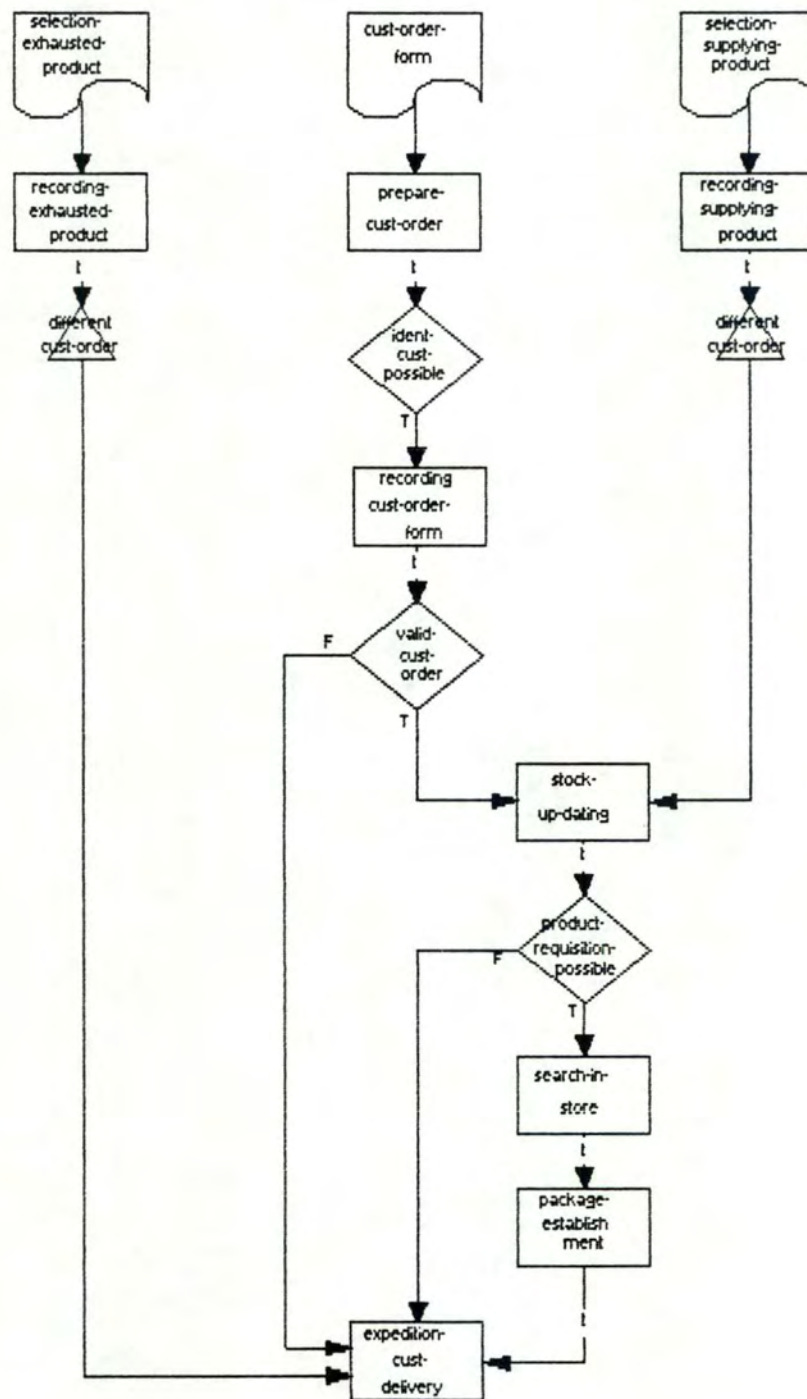 selection-
exhausted-
product
cust-order-
form
selection-
supplying-
product
recording-
exhausted-
product
prepare-
cust-order
recording-
supplying-
product
t
t
t
different
cust-order
ident-
cust-
possible
different
cust-order
T
recording
cust-order-
form
t
F
valid-
cust-
order
T
stock-
up-dating
t
F
product-
requisition-
possible
T
search-in-
store
t
package-
establish
ment
t
expedition-
cust-
delivery